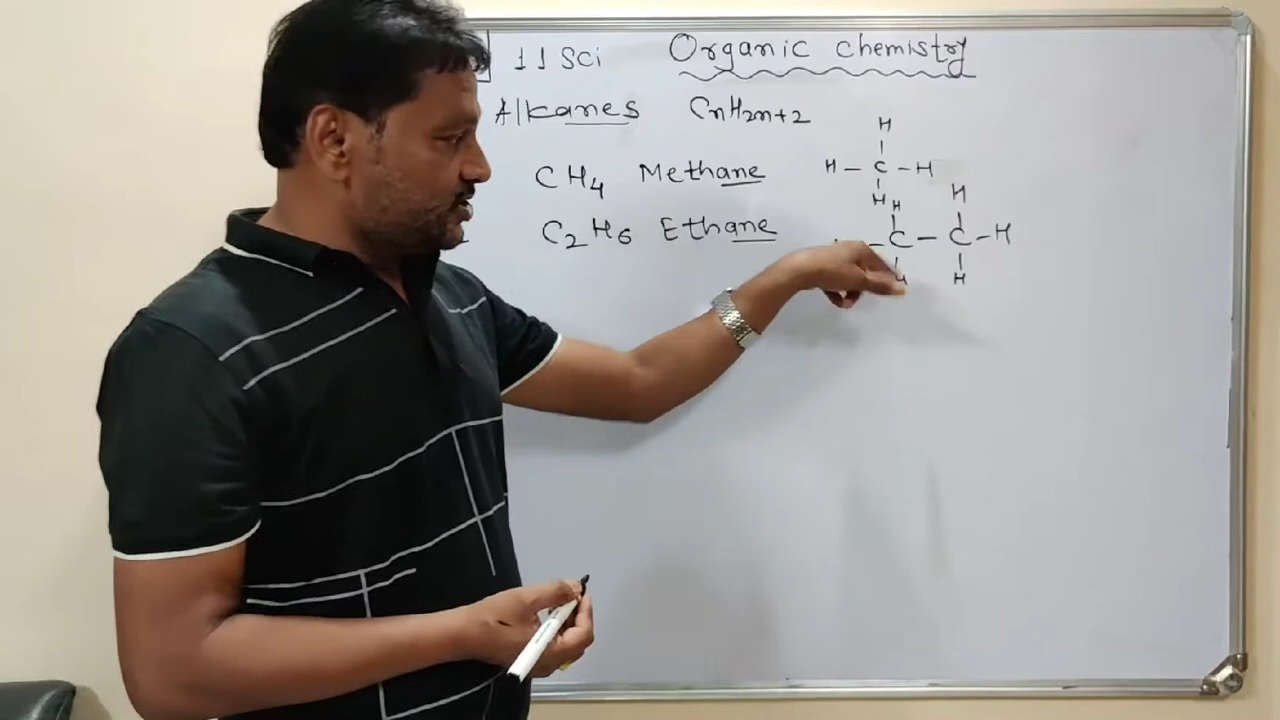 11 Sci Organic chemistry
Alkanes CnH2n+2
CH4 Methane
C2H6 Ethane
H
H – C – H
H
H H
C – C – H
H H